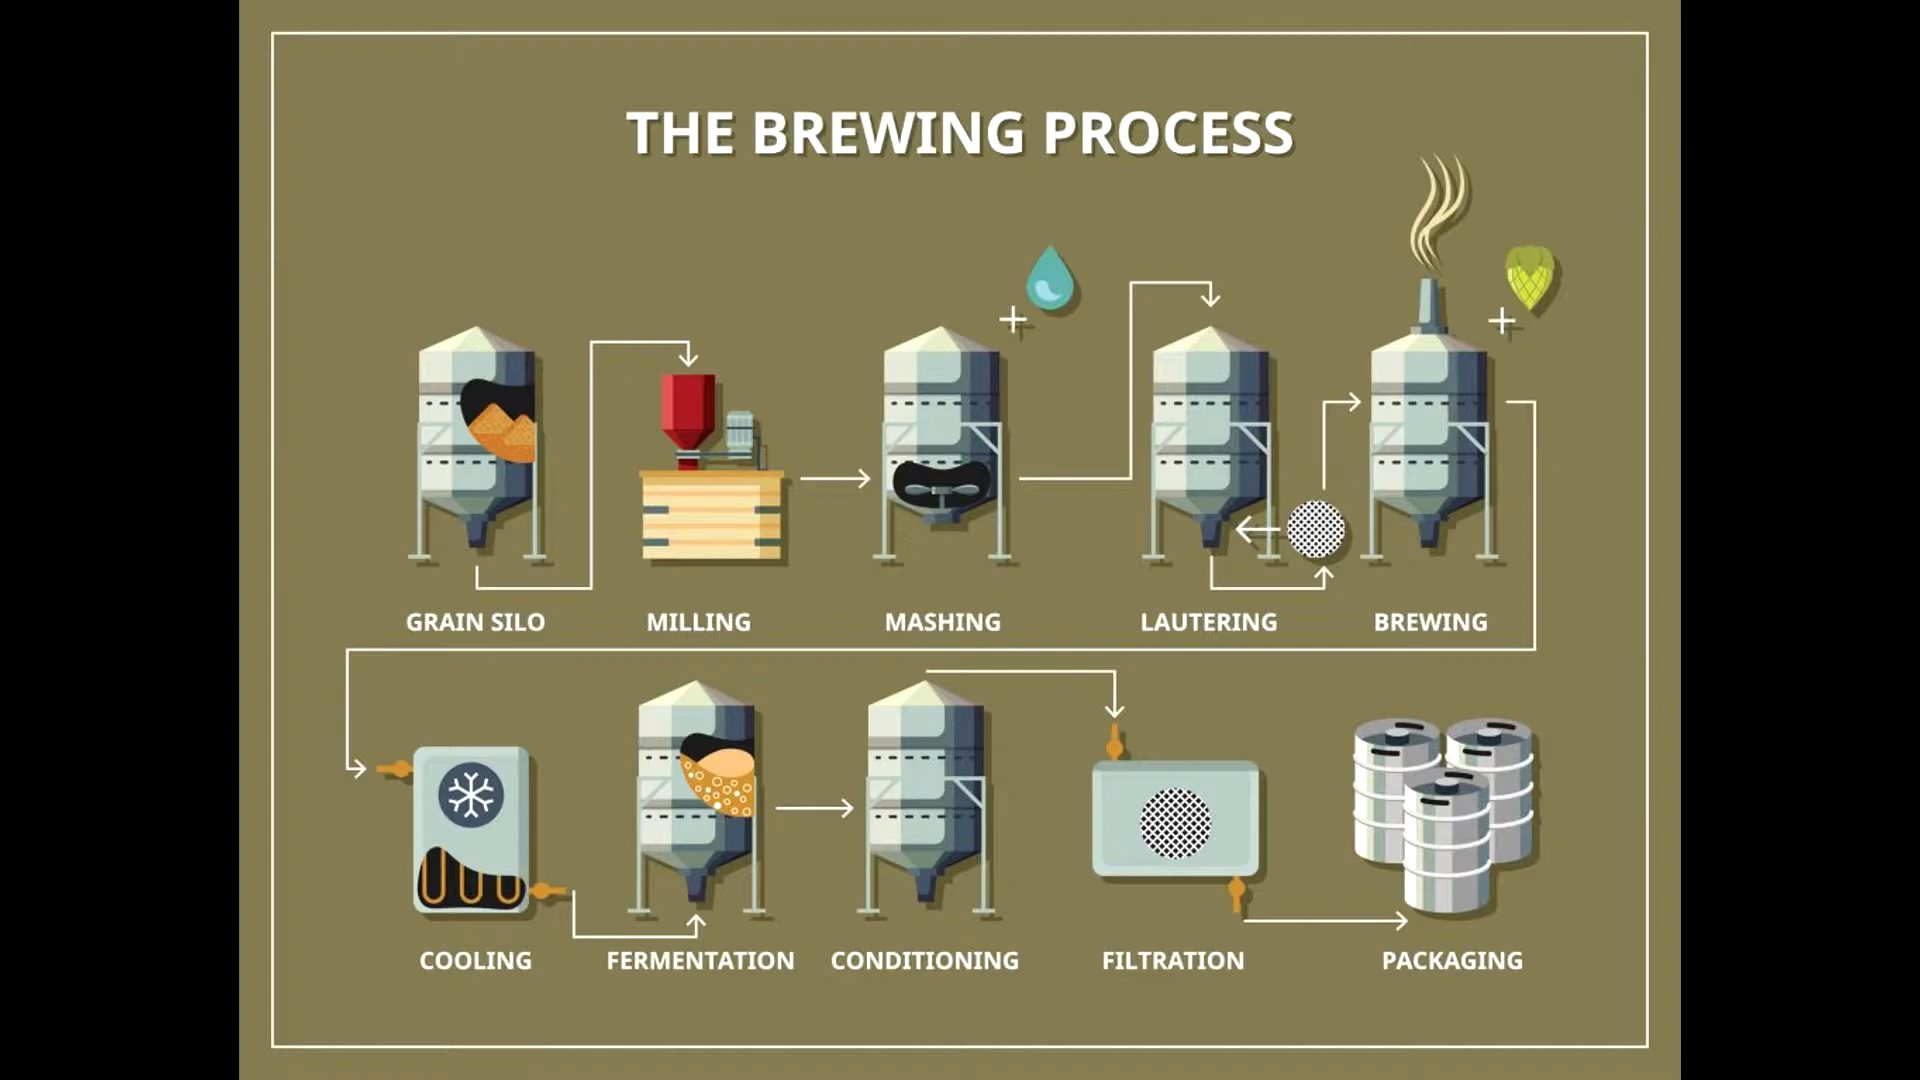 THE BREWING PROCESS
GRAIN SILO
MILLING
MASHING
LAUTERING
BREWING
COOLING
FERMENTATION
CONDITIONING
FILTRATION
PACKAGING